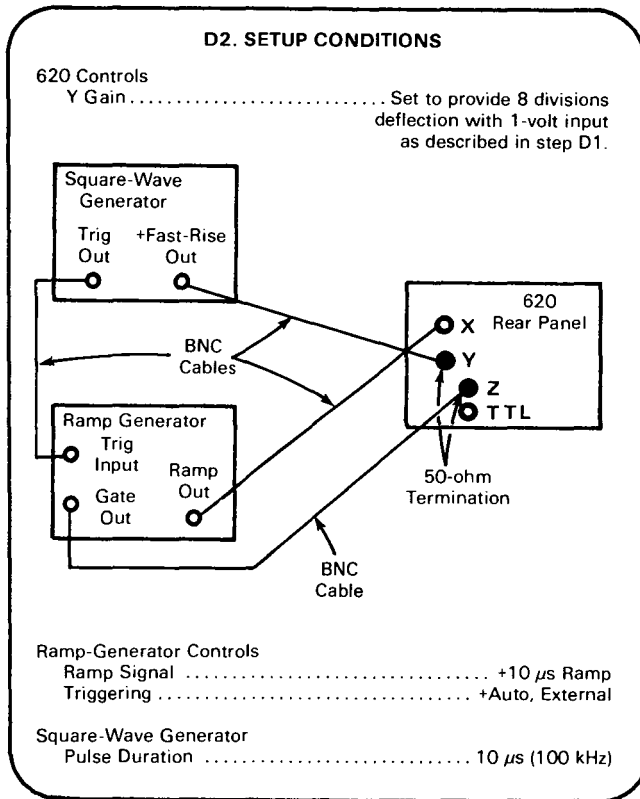 D2. SETUP CONDITIONS
620 Controls
Y Gain ............................ Set to provide 8 divisions
deflection with 1-volt input
as described in step D1.
Square-Wave
Generator
Trig
Out
+Fast-Rise
Out
620
Rear Panel
X
Y
Z
TTL
BNC
Cables
Ramp Generator
Trig
Input
Ramp
Out
Gate
Out
50-ohm
Termination
BNC
Cable
Ramp-Generator Controls
Ramp Signal ................................ +10 µs Ramp
Triggering ................................ +Auto, External
Square-Wave Generator
Pulse Duration ........................... 10 µs (100 kHz)